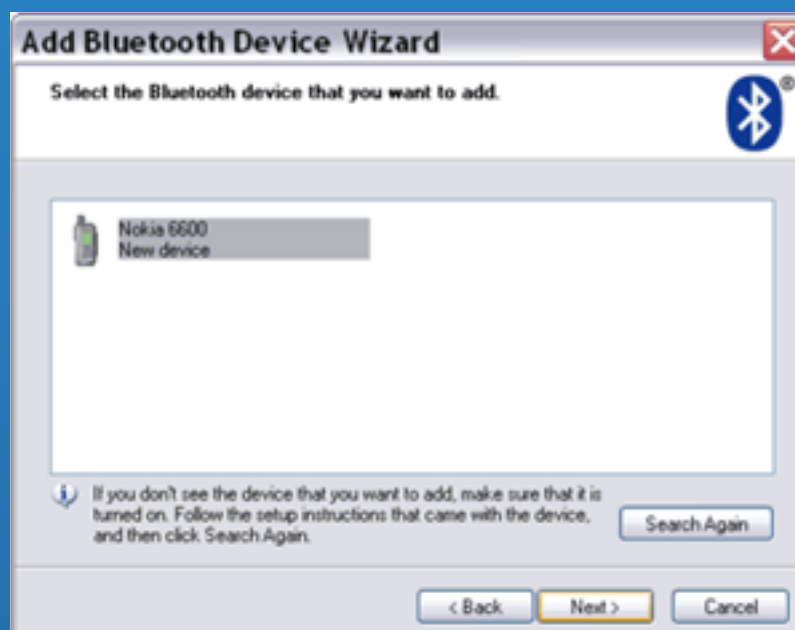 Add Bluetooth Device Wizard
Select the Bluetooth device that you want to add.
®
Nokia 6600
New device
If you don't see the device that you want to add, make sure that it is
turned on. Follow the setup instructions that came with the device,
and then click Search Again.
Search Again
< Back
Next >
Cancel